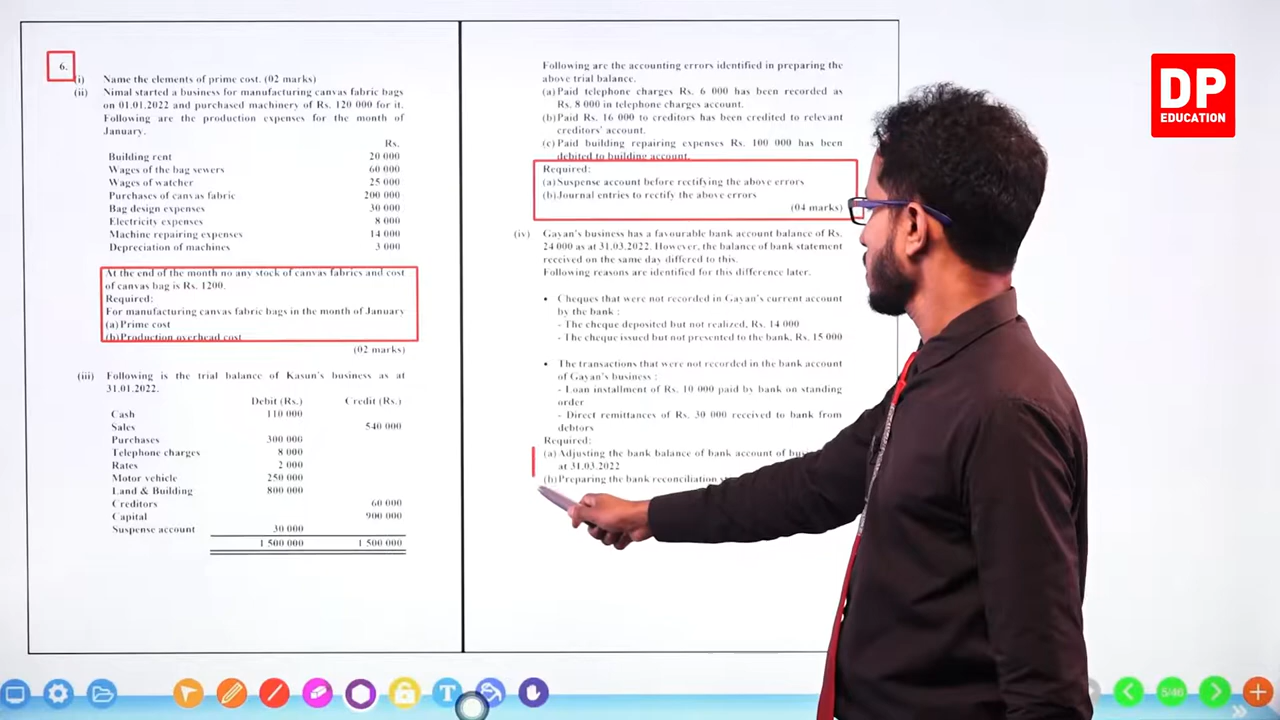 6.
(i) Name the elements of prime cost. (02 marks)
(ii) Nimal started a business for manufacturing canvas fabric bags
on 01.01.2022 and purchased machinery of Rs. 120 000 for it.
Following are the production expenses for the month of
January.
Rs.
Building rent 20 000
Wages of the bag sewers 60 000
Wages of watcher 25 000
Purchases of canvas fabric 200 000
Bag design expenses 30 000
Electricity expenses 8 000
Machine repairing expenses 14 000
Depreciation of machines 3 000
At the end of the month no any stock of canvas fabrics and cost
of canvas bag is Rs. 1200.
Required:
For manufacturing canvas fabric bags in the month of January
(a) Prime cost
(b) Production overhead cost
(02 marks)
(iii) Following is the trial balance of Kasun's business as at
31.01.2022.
Debit (Rs.) Credit (Rs.)
Cash 110 000
Sales 540 000
Purchases 300 000
Telephone charges 8 000
Rates 2 000
Motor vehicle 250 000
Land & Building 800 000
Creditors 60 000
Capital 900 000
Suspense account 30 000
1 500 000 1 500 000
Following are the accounting errors identified in preparing the
above trial balance.
(a) Paid telephone charges Rs. 6 000 has been recorded as
Rs. 8 000 in telephone charges account.
(b) Paid Rs. 16 000 to creditors has been credited to relevant
creditors' account.
(c) Paid building repairing expenses Rs. 100 000 has been
debited to building account.
Required:
(a) Suspense account before rectifying the above errors
(b) Journal entries to rectify the above errors
(04 marks)
(iv) Gayan's business has a favourable bank account balance of Rs.
24 000 as at 31.03.2022. However, the balance of bank statement
received on the same day differed to this.
Following reasons are identified for this difference later.
• Cheques that were not recorded in Gayan's current account
by the bank :
- The cheque deposited but not realized, Rs. 14 000
- The cheque issued but not presented to the bank, Rs. 15 000
• The transactions that were not recorded in the bank account
of Gayan's business :
- Loan installment of Rs. 10 000 paid by bank on standing
order
- Direct remittances of Rs. 30 000 received to bank from
debtors
Required:
(a) Adjusting the bank balance of bank account of
at 31.03.2022
(b) Preparing the bank reconciliation
DP
EDUCATION
T
5/46